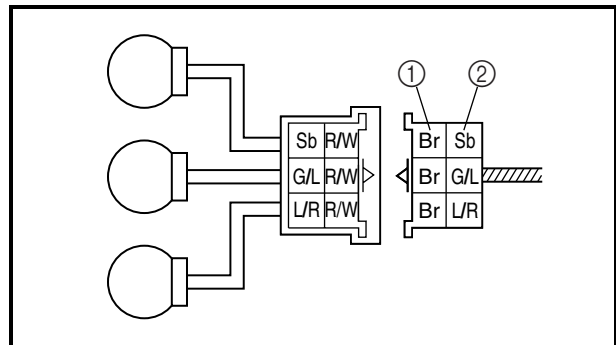 ① ②
Sb R/W Br Sb
G/L R/W Br G/L
L/R R/W Br L/R